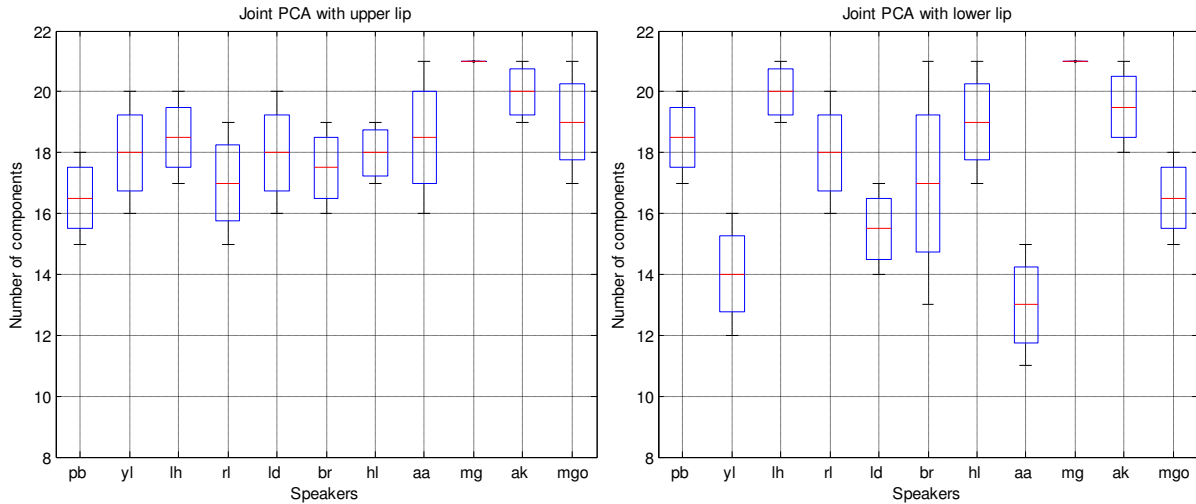 Joint PCA with upper lip
22
20
18
16
14
12
10
8
Number of components
pb yl lh rl ld br hl aa mg ak mgo
Speakers
Joint PCA with lower lip
22
20
18
16
14
12
10
8
Number of components
pb yl lh rl ld br hl aa mg ak mgo
Speakers